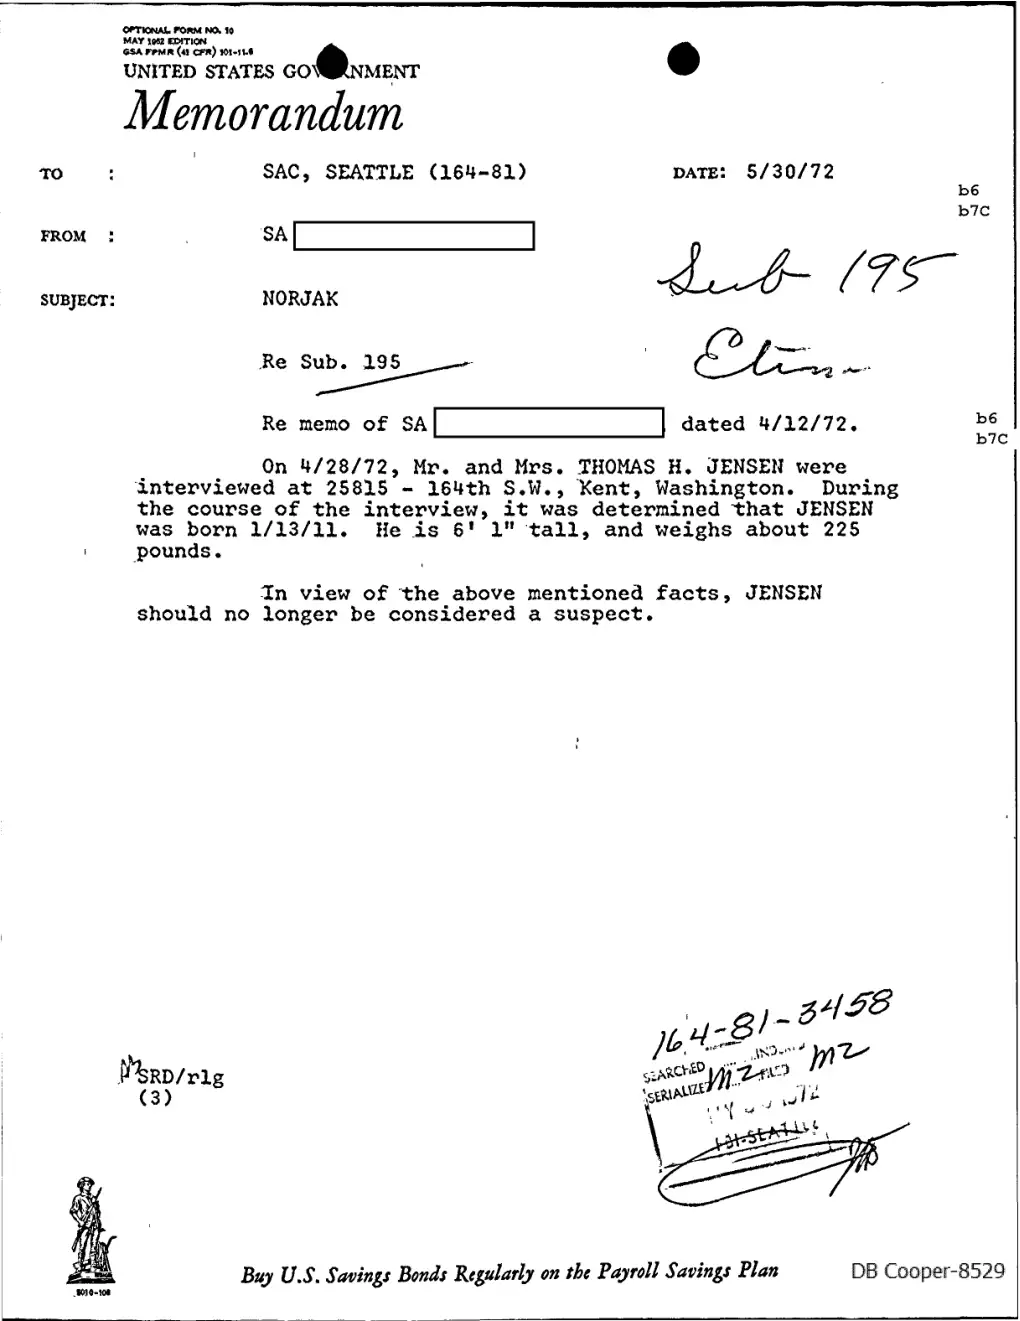 OPTIONAL FORM NO. 10
MAY 1962 EDITION
GSA FPMR (41 CFR) 101-11.6
UNITED STATES GOVERNMENT
Memorandum
TO : SAC, SEATTLE (164-81) DATE: 5/30/72
b6
b7C
FROM : SA
SUBJECT: NORJAK
Sub 195
Re Sub. 195
Re memo of SA , dated 4/12/72.
b6
b7C
On 4/28/72, Mr. and Mrs. THOMAS H. JENSEN were
interviewed at 25815 - 164th S.W., Kent, Washington. During
the course of the interview, it was determined that JENSEN
was born 1/13/11. He is 6' 1" tall, and weighs about 225
pounds.
In view of the above mentioned facts, JENSEN
should no longer be considered a suspect.
164-81-3458
SEARCHED
SERIALIZED FILED
FBI-SEATTLE
SRD/rlg
(3)
5010-108
Buy U.S. Savings Bonds Regularly on the Payroll Savings Plan
DB Cooper-8529